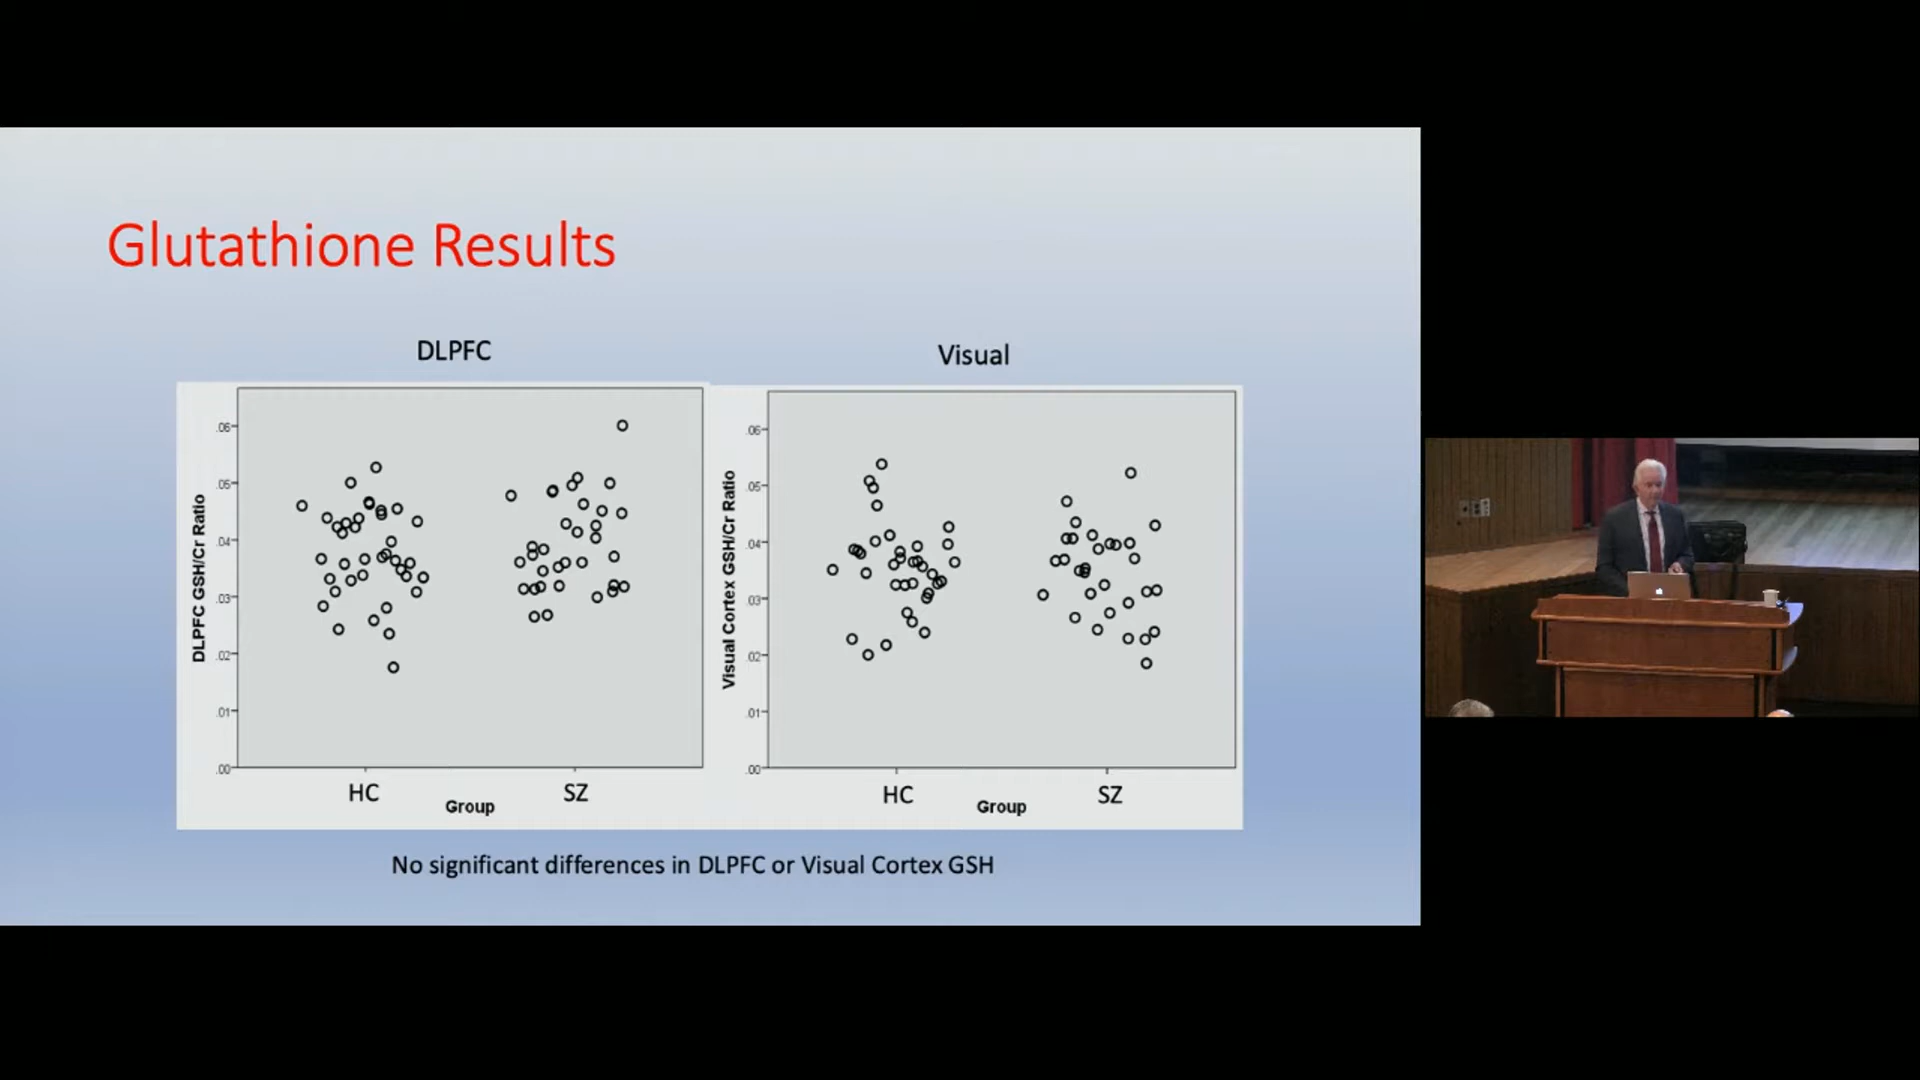 Glutathione Results
DLPFC
Visual
DLPFC GSH/Cr Ratio
.06
.05
.04
.03
.02
.01
.00
HC
SZ
Group
Visual Cortex GSH/Cr Ratio
.06
.05
.04
.03
.02
.01
.00
HC
SZ
Group
No significant differences in DLPFC or Visual Cortex GSH